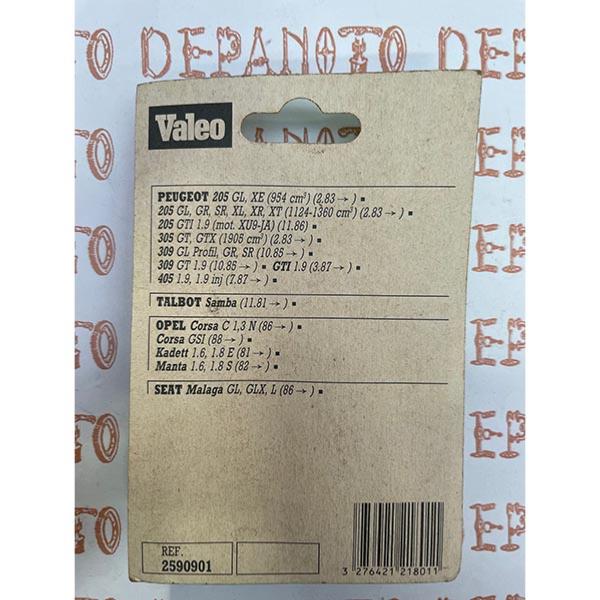 DEPANOTO DEP
Valeo
PEUGEOT 205 GL, XE (954 cm³) (2.83 → ) ▪
205 GL, GR, SR, XL, XR, XT (1124-1360 cm³) (2.83 → ) ▪
205 GTI 1.9 (mot. XU9-JA) (11.86) ▪
305 GT, GTX (1905 cm³) (2.83 → ) ▪
309 GL Profil, GR, SR (10.85 → ) ▪
309 GT 1.9 (10.85 → ) ▪ GTI 1.9 (3.87 → ) ▪
405 1.9, 1.9 inj (7.87 → ) ▪
TALBOT Samba (11.81 → ) ▪
OPEL Corsa C 1,3 N (86 → ) ▪
Corsa GSI (88 → ) ▪
Kadett 1.6, 1.8 E (81 → ) ▪
Manta 1.6, 1.8 S (82 → ) ▪
SEAT Malaga GL, GLX, L (86 → ) ▪
REF.
2590901
3 276421 218011